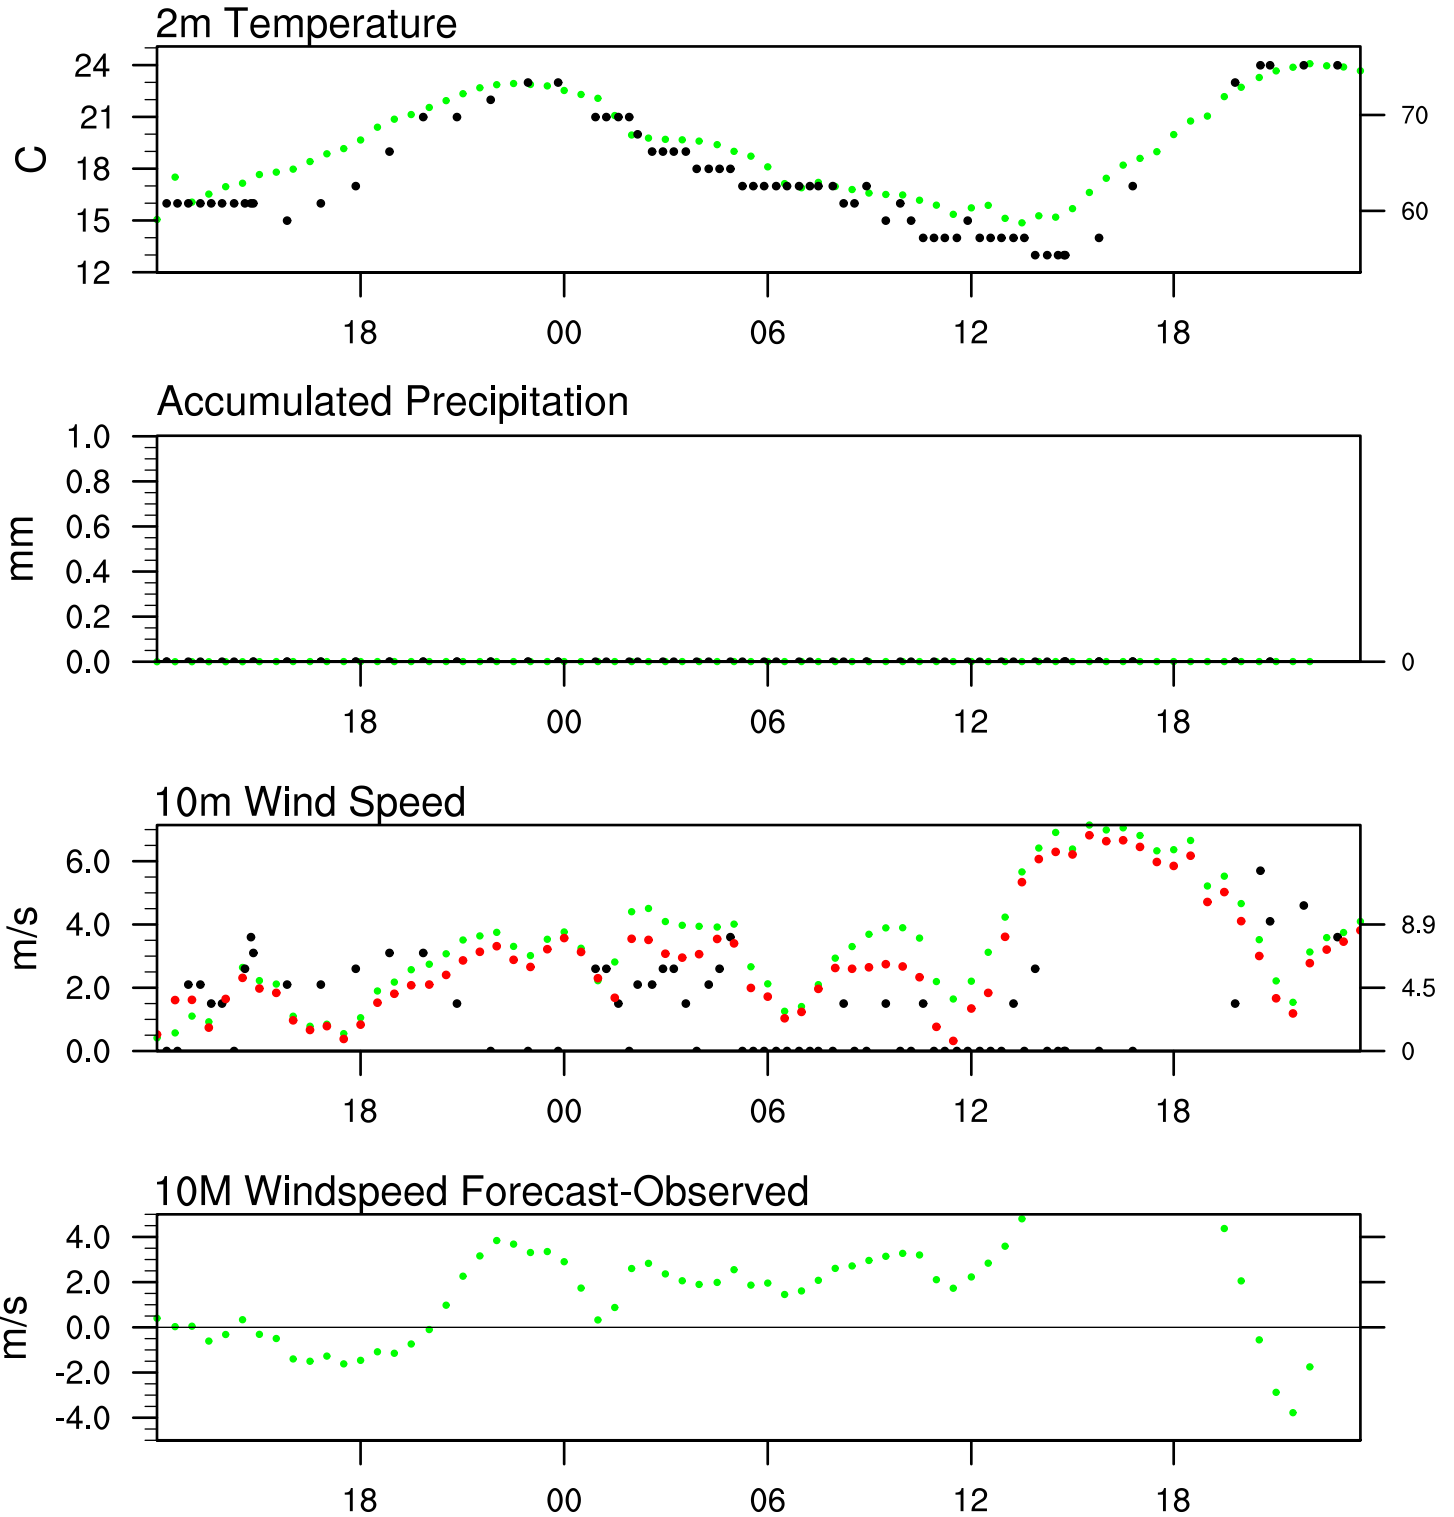 2m Temperature
24
21
18
15
12
C
70
60
18 00 06 12 18
Accumulated Precipitation
1.0
0.8
0.6
0.4
0.2
0.0
mm
0
18 00 06 12 18
10m Wind Speed
6.0
4.0
2.0
0.0
m/s
8.9
4.5
0
18 00 06 12 18
10M Windspeed Forecast-Observed
4.0
2.0
0.0
-2.0
-4.0
m/s
18 00 06 12 18